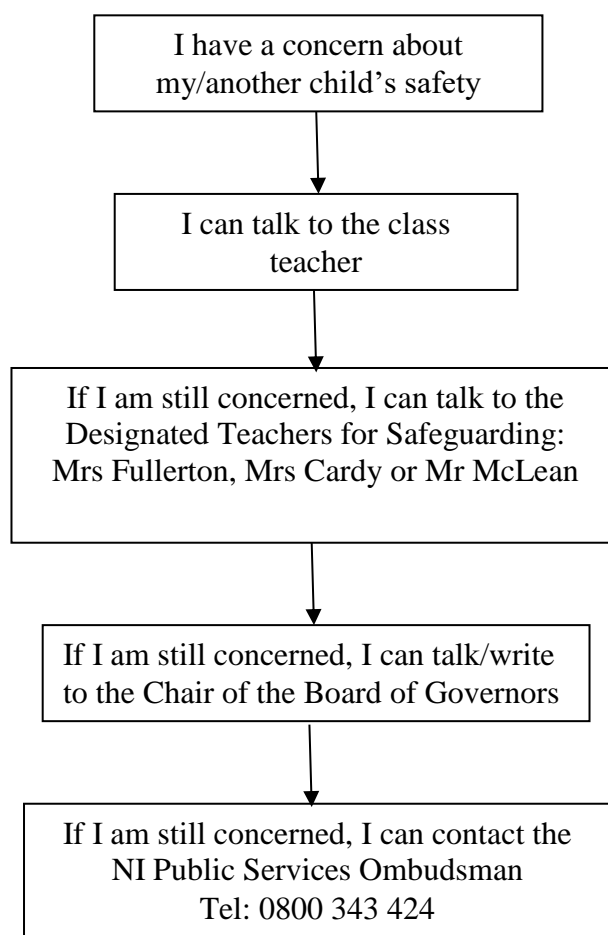 I have a concern about
my/another child’s safety
I can talk to the class
teacher
If I am still concerned, I can talk to the
Designated Teachers for Safeguarding:
Mrs Fullerton, Mrs Cardy or Mr McLean
If I am still concerned, I can talk/write
to the Chair of the Board of Governors
If I am still concerned, I can contact the
NI Public Services Ombudsman
Tel: 0800 343 424